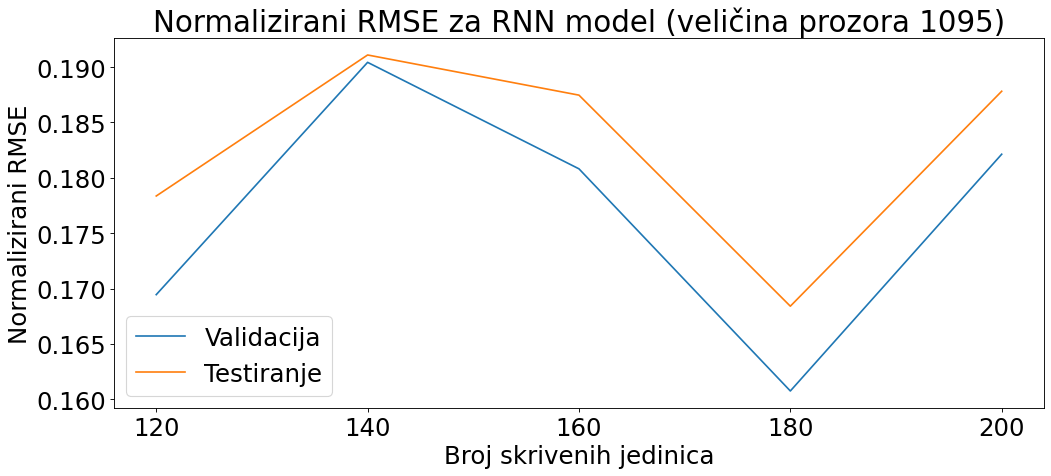 Normalizirani RMSE za RNN model (veličina prozora 1095)
Normalizirani RMSE
0.190
0.185
0.180
0.175
0.170
0.165
0.160
Validacija
Testiranje
120 140 160 180 200
Broj skrivenih jedinica